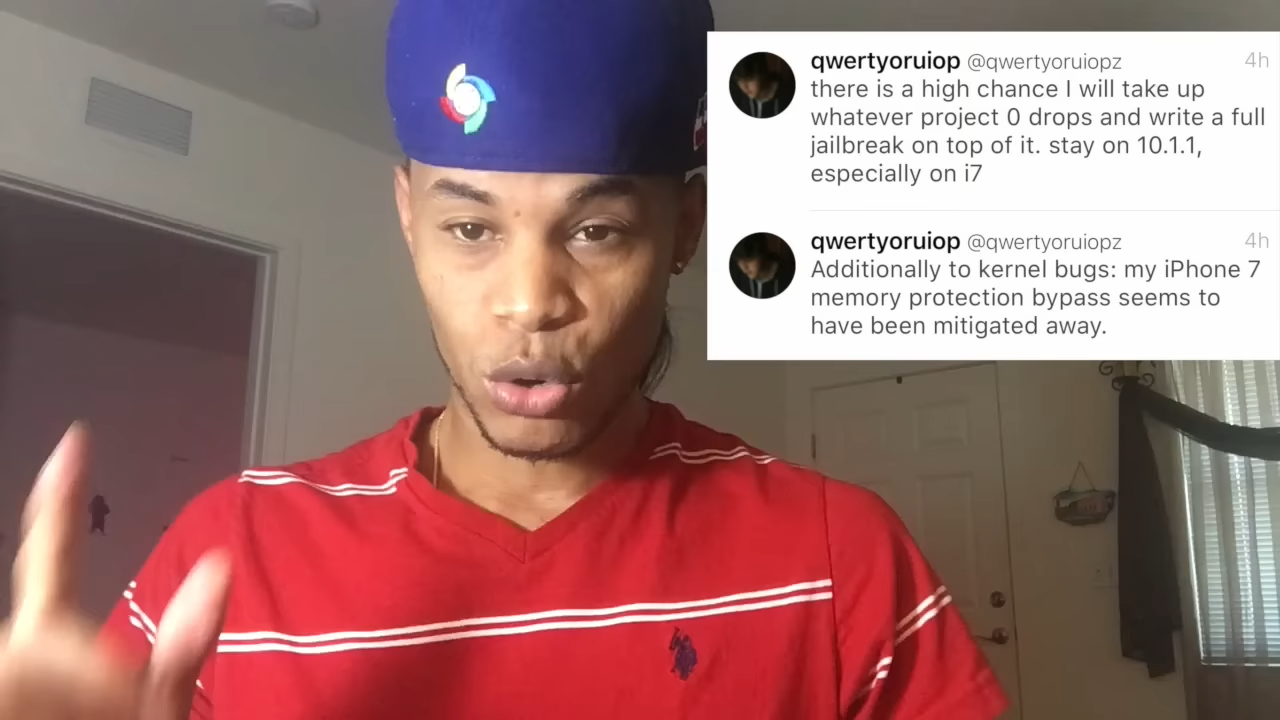 qwertyoruiop @qwertyoruiopz 4h
there is a high chance I will take up
whatever project 0 drops and write a full
jailbreak on top of it. stay on 10.1.1,
especially on i7
qwertyoruiop @qwertyoruiopz 4h
Additionally to kernel bugs: my iPhone 7
memory protection bypass seems to
have been mitigated away.